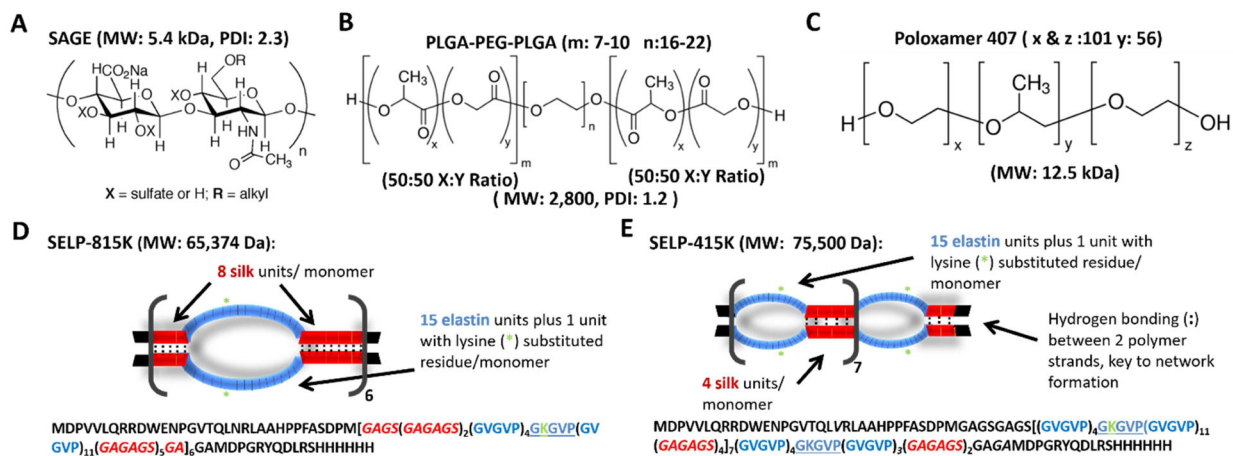 A
SAGE (MW: 5.4 kDa, PDI: 2.3)
CO₂Na
OR
H
O
XO
H
OX
H
H
HN
O
CH₃
n
X = sulfate or H; R = alkyl
B
PLGA-PEG-PLGA (m: 7-10 n:16-22)
H
CH₃
O
O
x
O
O
y
m
O
n
O
CH₃
O
x
O
O
y
m
H
(50:50 X:Y Ratio)
(50:50 X:Y Ratio)
( MW: 2,800, PDI: 1.2 )
C
Poloxamer 407 ( x & z :101 y: 56)
H
O
x
O
CH₃
y
O
z
OH
(MW: 12.5 kDa)
D
SELP-815K (MW: 65,374 Da):
8 silk units/ monomer
15 elastin units plus 1 unit
with lysine (*) substituted
residue/monomer
6
MDPVVLQRRDWENPGVTQLNRLAAHPPFASDPM[GAGS(GAGAGS)₂(GVGVP)₄GKGVP(GV
GVP)₁₁(GAGAGS)₅GA]₆GAMDPGRYQDLRSHHHHHH
E
SELP-415K (MW: 75,500 Da):
15 elastin units plus 1 unit with
lysine (*) substituted residue/
monomer
7
4 silk units/
monomer
Hydrogen bonding (:)
between 2 polymer
strands, key to network
formation
MDPVVLQRRDWENPGVTQLVRLAAHPPFASDPMGAGSGAGS[(GVGVP)₄GKGVP(GVGVP)₁₁
(GAGAGS)₄]₇(GVGVP)₄GKGVP(GVGVP)₃(GAGAGS)₂GAGAMDPGRYQDLRSHHHHHH